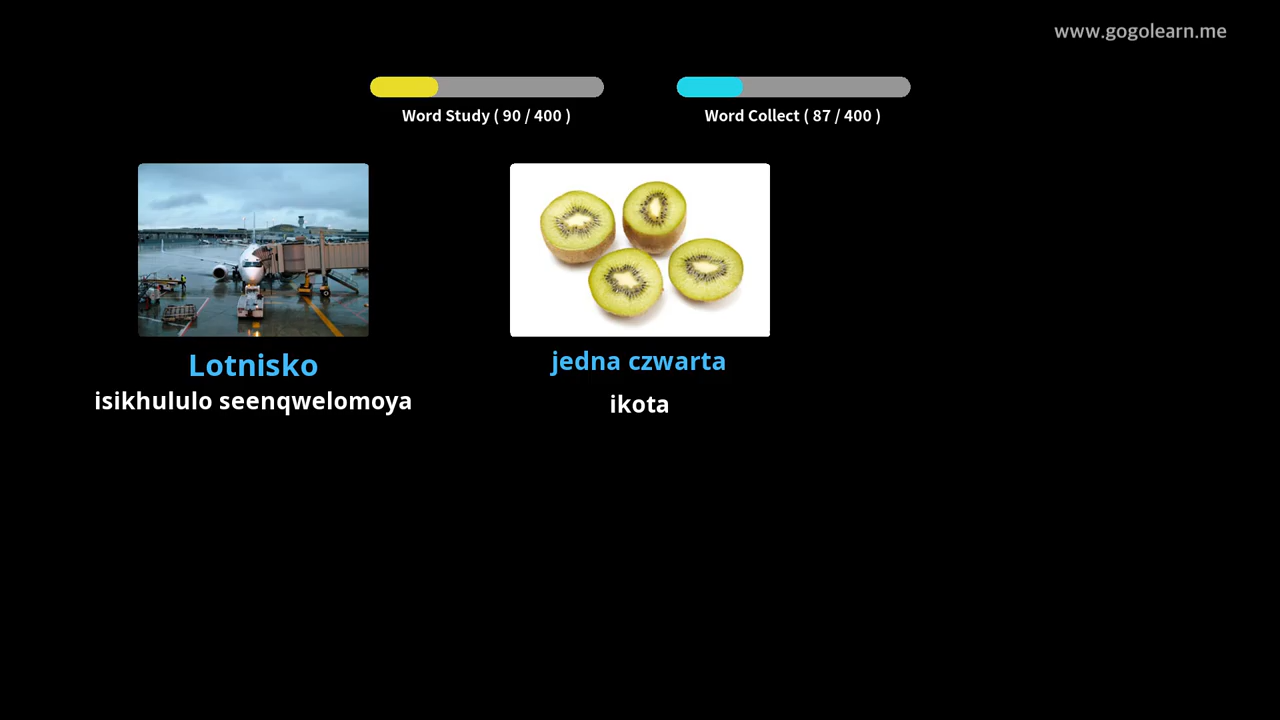 www.gogolearn.me
Word Study ( 90 / 400 )
Word Collect ( 87 / 400 )
Lotnisko
isikhululo seenqwelomoya
jedna czwarta
ikota